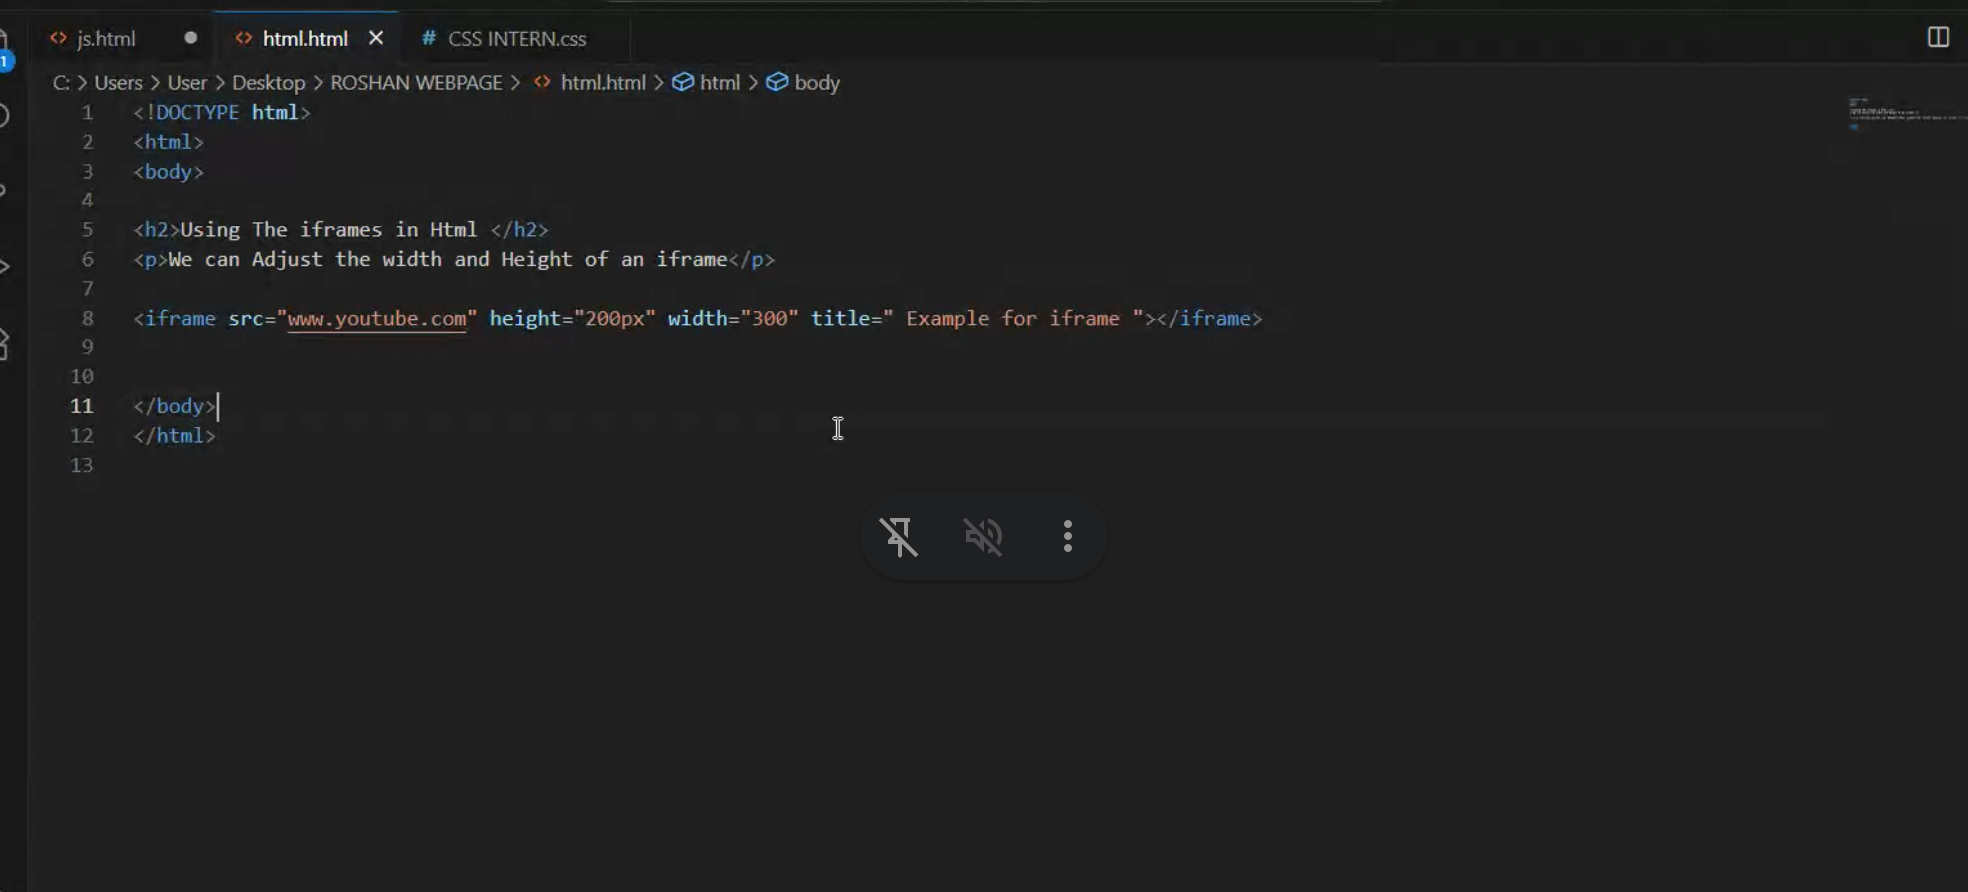 js.html html.html # CSS INTERN.css
1
C: > Users > User > Desktop > ROSHAN WEBPAGE > html.html > html > body
1 <!DOCTYPE html>
2 <html>
3 <body>
4
5 <h2>Using The iframes in Html </h2>
6 <p>We can Adjust the width and Height of an iframe</p>
7
8 <iframe src="www.youtube.com" height="200px" width="300" title=" Example for iframe "></iframe>
9
10
11 </body>
12 </html>
13